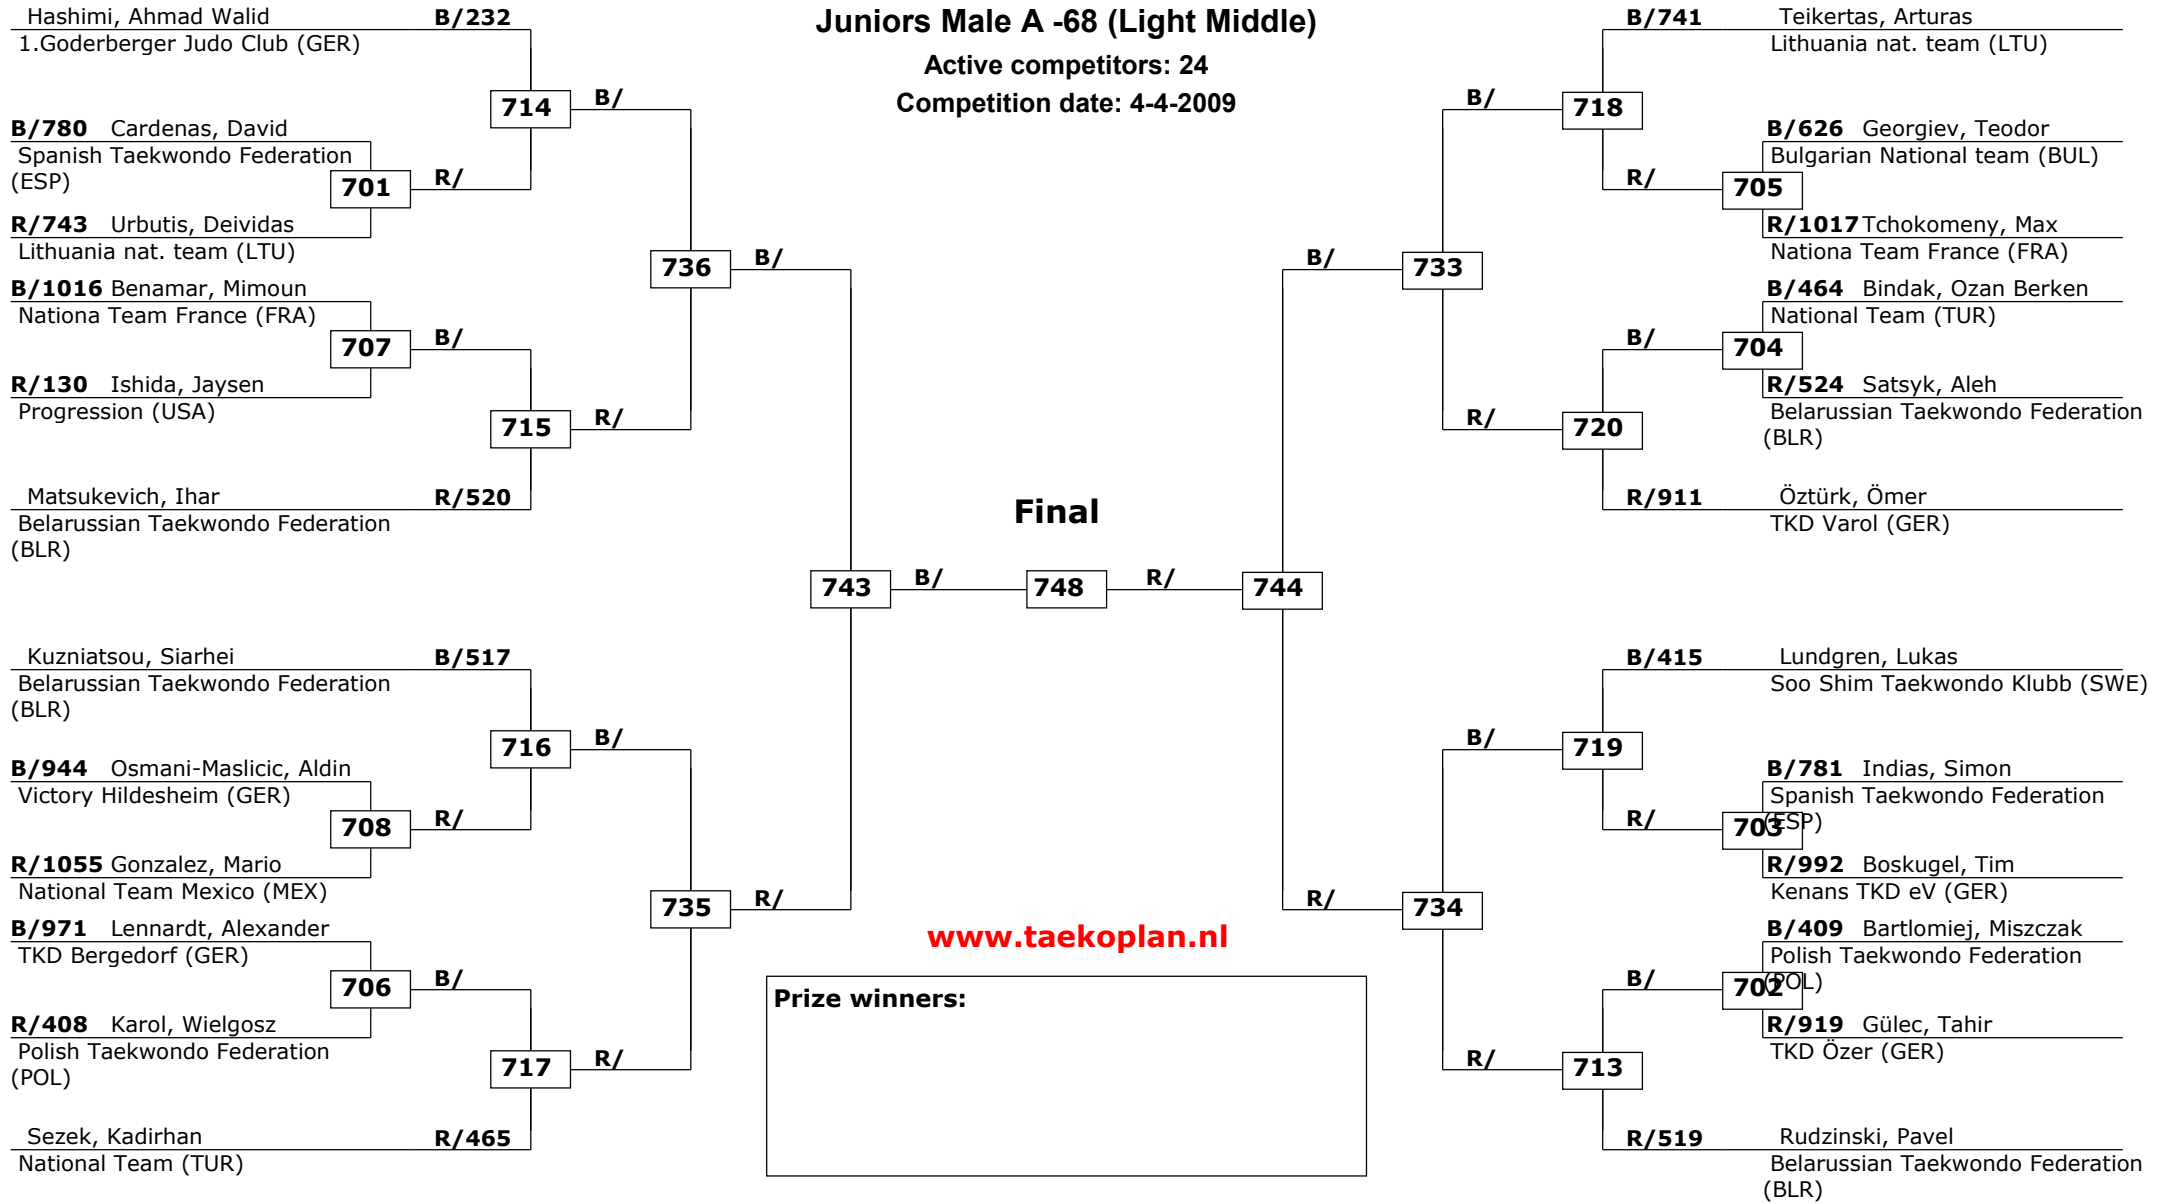 Juniors Male A -68 (Light Middle)
Active competitors: 24
Competition date: 4-4-2009
Hashimi, Ahmad Walid B/232
1.Goderberger Judo Club (GER)
714 B/
B/780 Cardenas, David
Spanish Taekwondo Federation
(ESP)
701 R/
R/743 Urbutis, Deividas
Lithuania nat. team (LTU)
736 B/
B/1016 Benamar, Mimoun
Nationa Team France (FRA)
707 B/
R/130 Ishida, Jaysen
Progression (USA)
715 R/
Matsukevich, Ihar R/520
Belarussian Taekwondo Federation
(BLR)
743 B/
Kuzniatsou, Siarhei B/517
Belarussian Taekwondo Federation
(BLR)
716 B/
B/944 Osmani-Maslicic, Aldin
Victory Hildesheim (GER)
708 R/
R/1055 Gonzalez, Mario
National Team Mexico (MEX)
735 R/
B/971 Lennardt, Alexander
TKD Bergedorf (GER)
706 B/
R/408 Karol, Wielgosz
Polish Taekwondo Federation
(POL)
717 R/
Sezek, Kadirhan R/465
National Team (TUR)
Final
748
B/741 Teikertas, Arturas
Lithuania nat. team (LTU)
B/ 718
B/626 Georgiev, Teodor
Bulgarian National team (BUL)
R/ 705
R/1017 Tchokomeny, Max
Nationa Team France (FRA)
B/ 733
B/464 Bindak, Ozan Berken
National Team (TUR)
B/ 704
R/524 Satsyk, Aleh
Belarussian Taekwondo Federation
(BLR)
R/ 720
R/911 Öztürk, Ömer
TKD Varol (GER)
R/ 744
B/415 Lundgren, Lukas
Soo Shim Taekwondo Klubb (SWE)
B/ 719
B/781 Indias, Simon
Spanish Taekwondo Federation
(ESP)
R/ 703
R/992 Boskugel, Tim
Kenans TKD eV (GER)
R/ 734
B/409 Bartlomiej, Miszczak
Polish Taekwondo Federation
(POL)
B/ 702
R/919 Gülec, Tahir
TKD Özer (GER)
R/ 713
R/519 Rudzinski, Pavel
Belarussian Taekwondo Federation
(BLR)
www.taekoplan.nl
Prize winners: